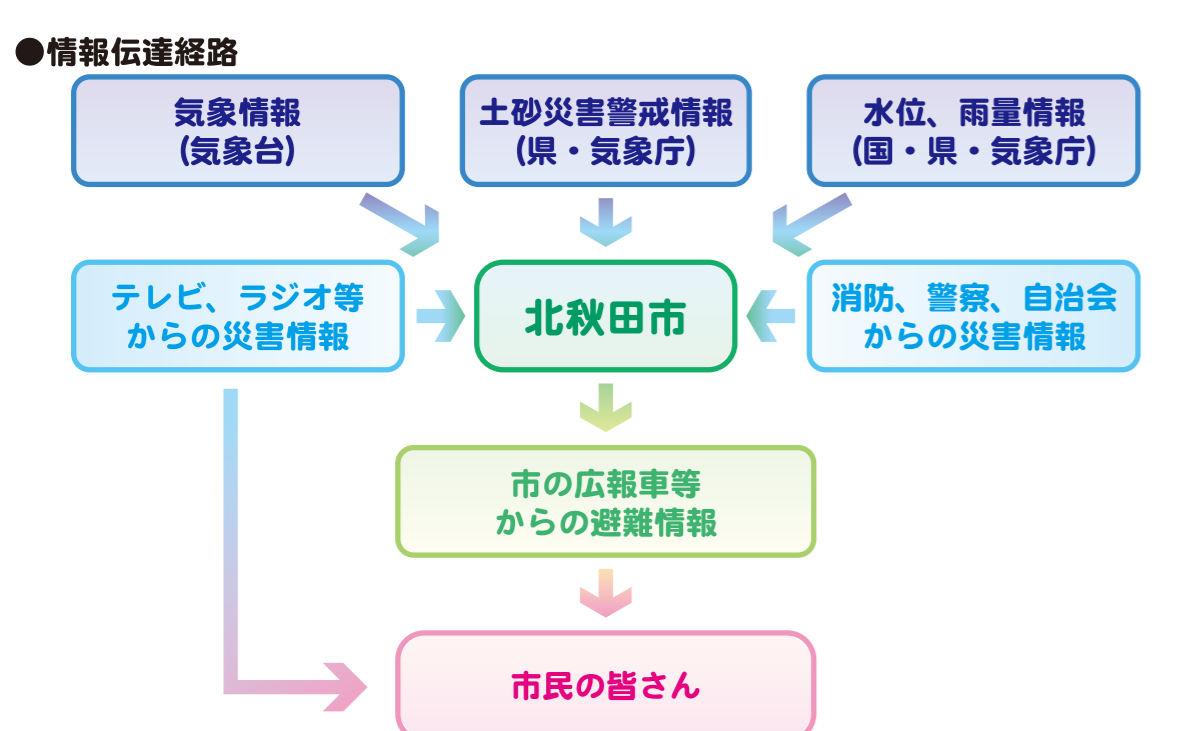 ●情報伝達経路
気象情報
(気象台)
土砂災害警戒情報
(県・気象庁)
水位、雨量情報
(国・県・気象庁)
テレビ、ラジオ等
からの災害情報
北秋田市
消防、警察、自治会
からの災害情報
市の広報車等
からの避難情報
市民の皆さん